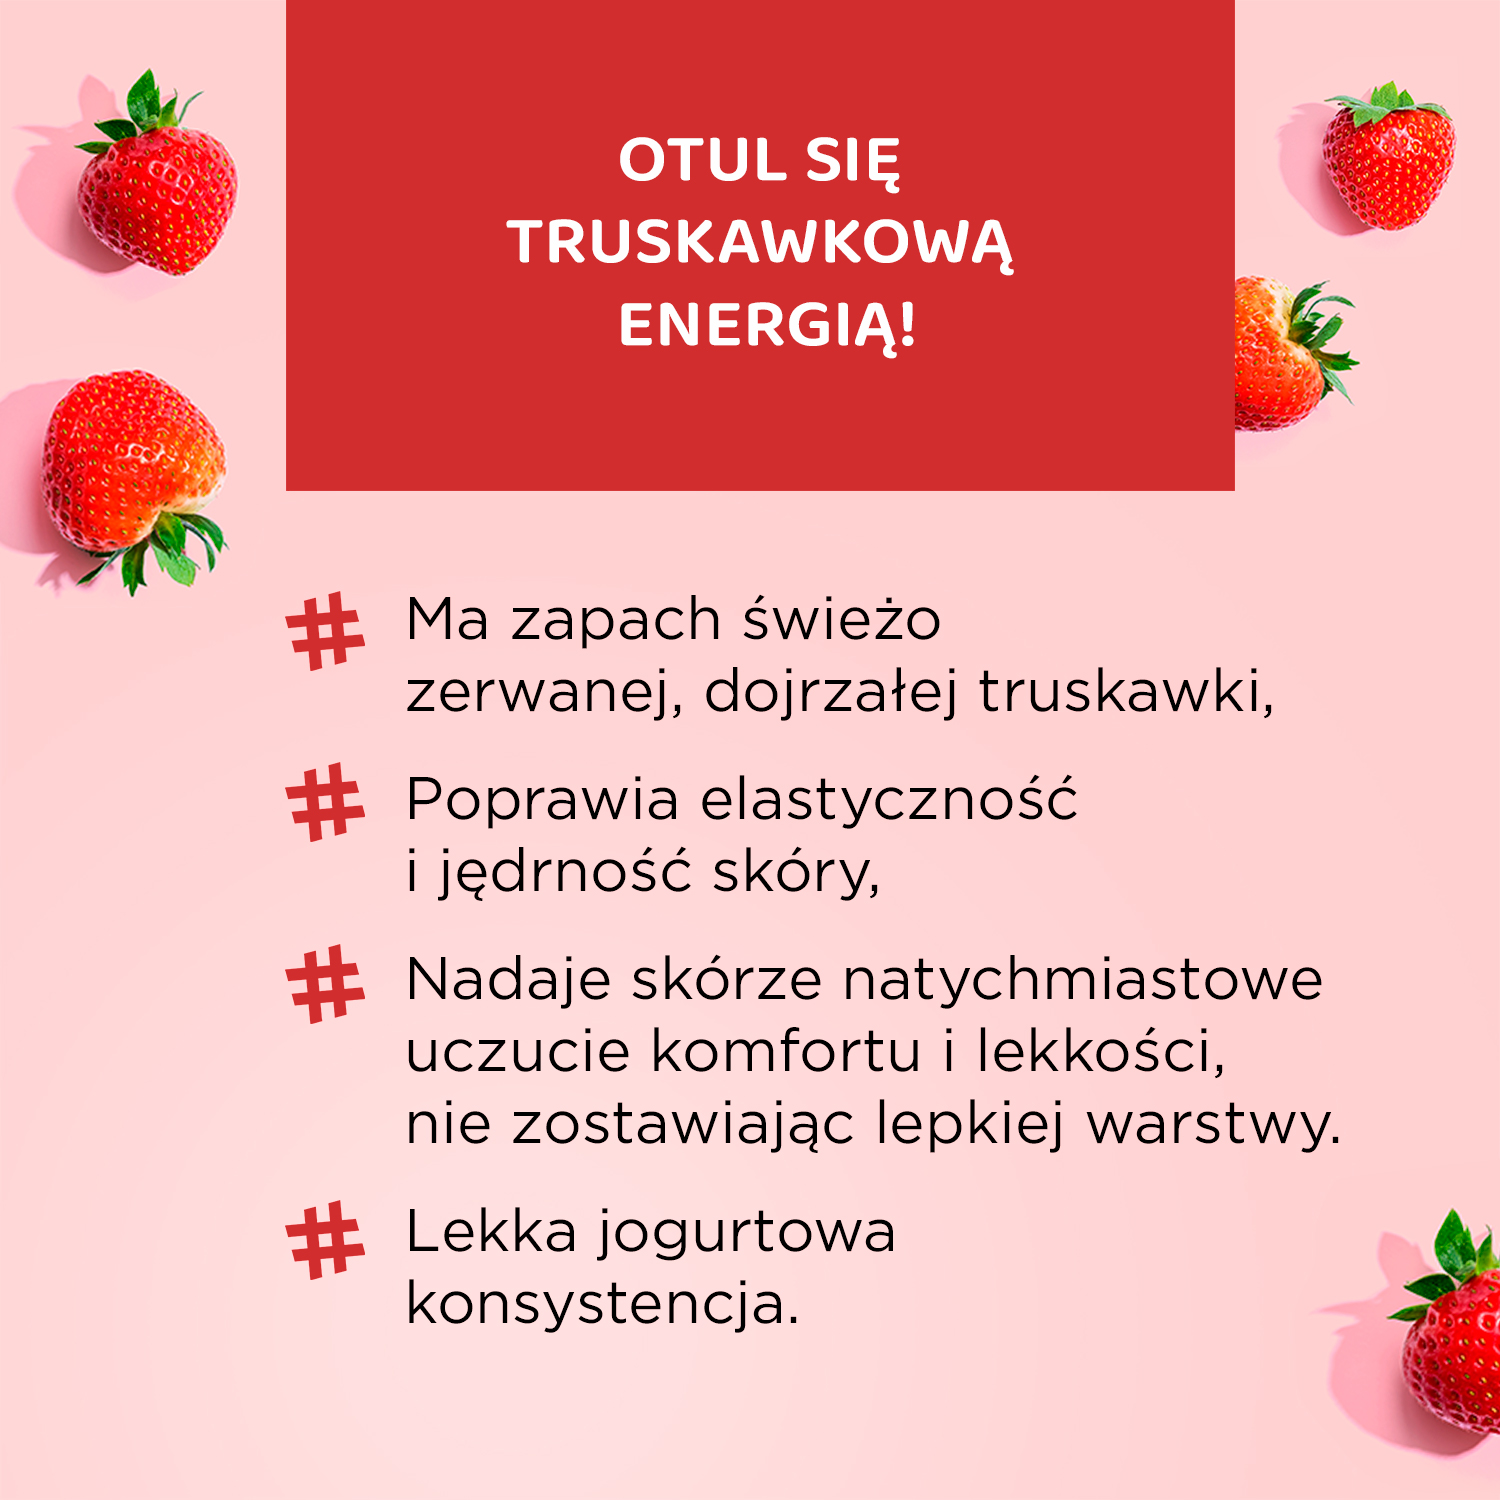 OTUL SIĘ
TRUSKAWKOWĄ
ENERGIĄ!
# Ma zapach świeżo
zerwanej, dojrzałej truskawki,
# Poprawia elastyczność
i jędrność skóry,
# Nadaje skórze natychmiastowe
uczucie komfortu i lekkości,
nie zostawiając lepkiej warstwy.
# Lekka jogurtowa
konsystencja.